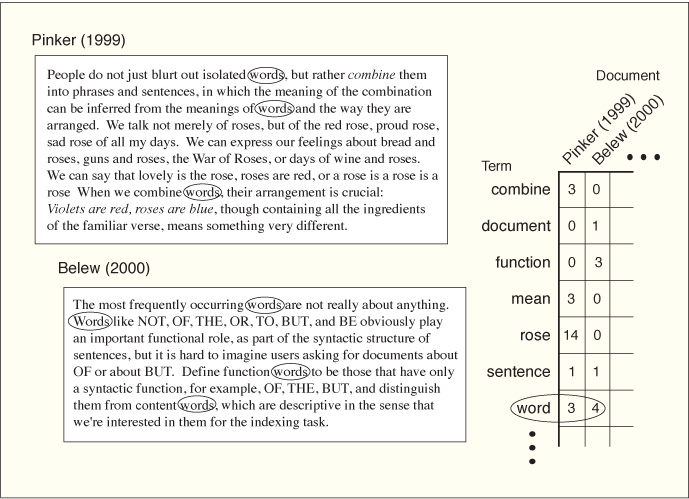 Pinker (1999)
People do not just blurt out isolated words, but rather combine them
into phrases and sentences, in which the meaning of the combination
can be inferred from the meanings of words and the way they are
arranged. We talk not merely of roses, but of the red rose, proud rose,
sad rose of all my days. We can express our feelings about bread and
roses, guns and roses, the War of Roses, or days of wine and roses.
We can say that lovely is the rose, roses are red, or a rose is a rose is a
rose When we combine words, their arrangement is crucial:
Violets are red, roses are blue, though containing all the ingredients
of the familiar verse, means something very different.
Belew (2000)
The most frequently occurring words are not really about anything.
Words like NOT, OF, THE, OR, TO, BUT, and BE obviously play
an important functional role, as part of the syntactic structure of
sentences, but it is hard to imagine users asking for documents about
OF or about BUT. Define function words to be those that have only
a syntactic function, for example, OF, THE, BUT, and distinguish
them from content words, which are descriptive in the sense that
we're interested in them for the indexing task.
Document
Term Pinker (1999) Belew (2000)
combine 3 0
document 0 1
function 0 3
mean 3 0
rose 14 0
sentence 1 1
word 3 4